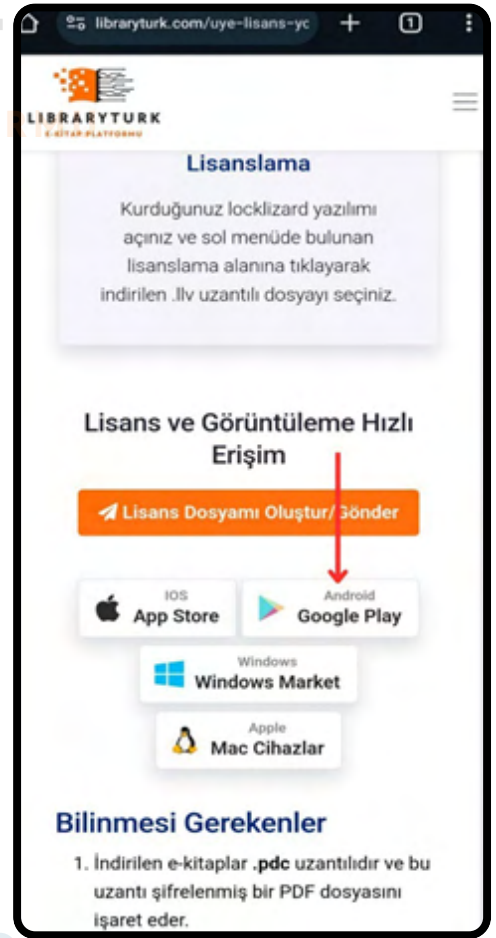 libraryturk.com/uye-lisans-yc
1
LIBRARYTURK
E-KİTAP PLATFORMU
Lisanslama
Kurduğunuz locklizard yazılımı
açınız ve sol menüde bulunan
lisanslama alanına tıklayarak
indirilen .llv uzantılı dosyayı seçiniz.
Lisans ve Görüntüleme Hızlı
Erişim
Lisans Dosyamı Oluştur/Gönder
IOS
App Store
Android
Google Play
Windows
Windows Market
Apple
Mac Cihazlar
Bilinmesi Gerekenler
1. İndirilen e-kitaplar .pdc uzantılıdır ve bu
uzantı şifrelenmiş bir PDF dosyasını
işaret eder.